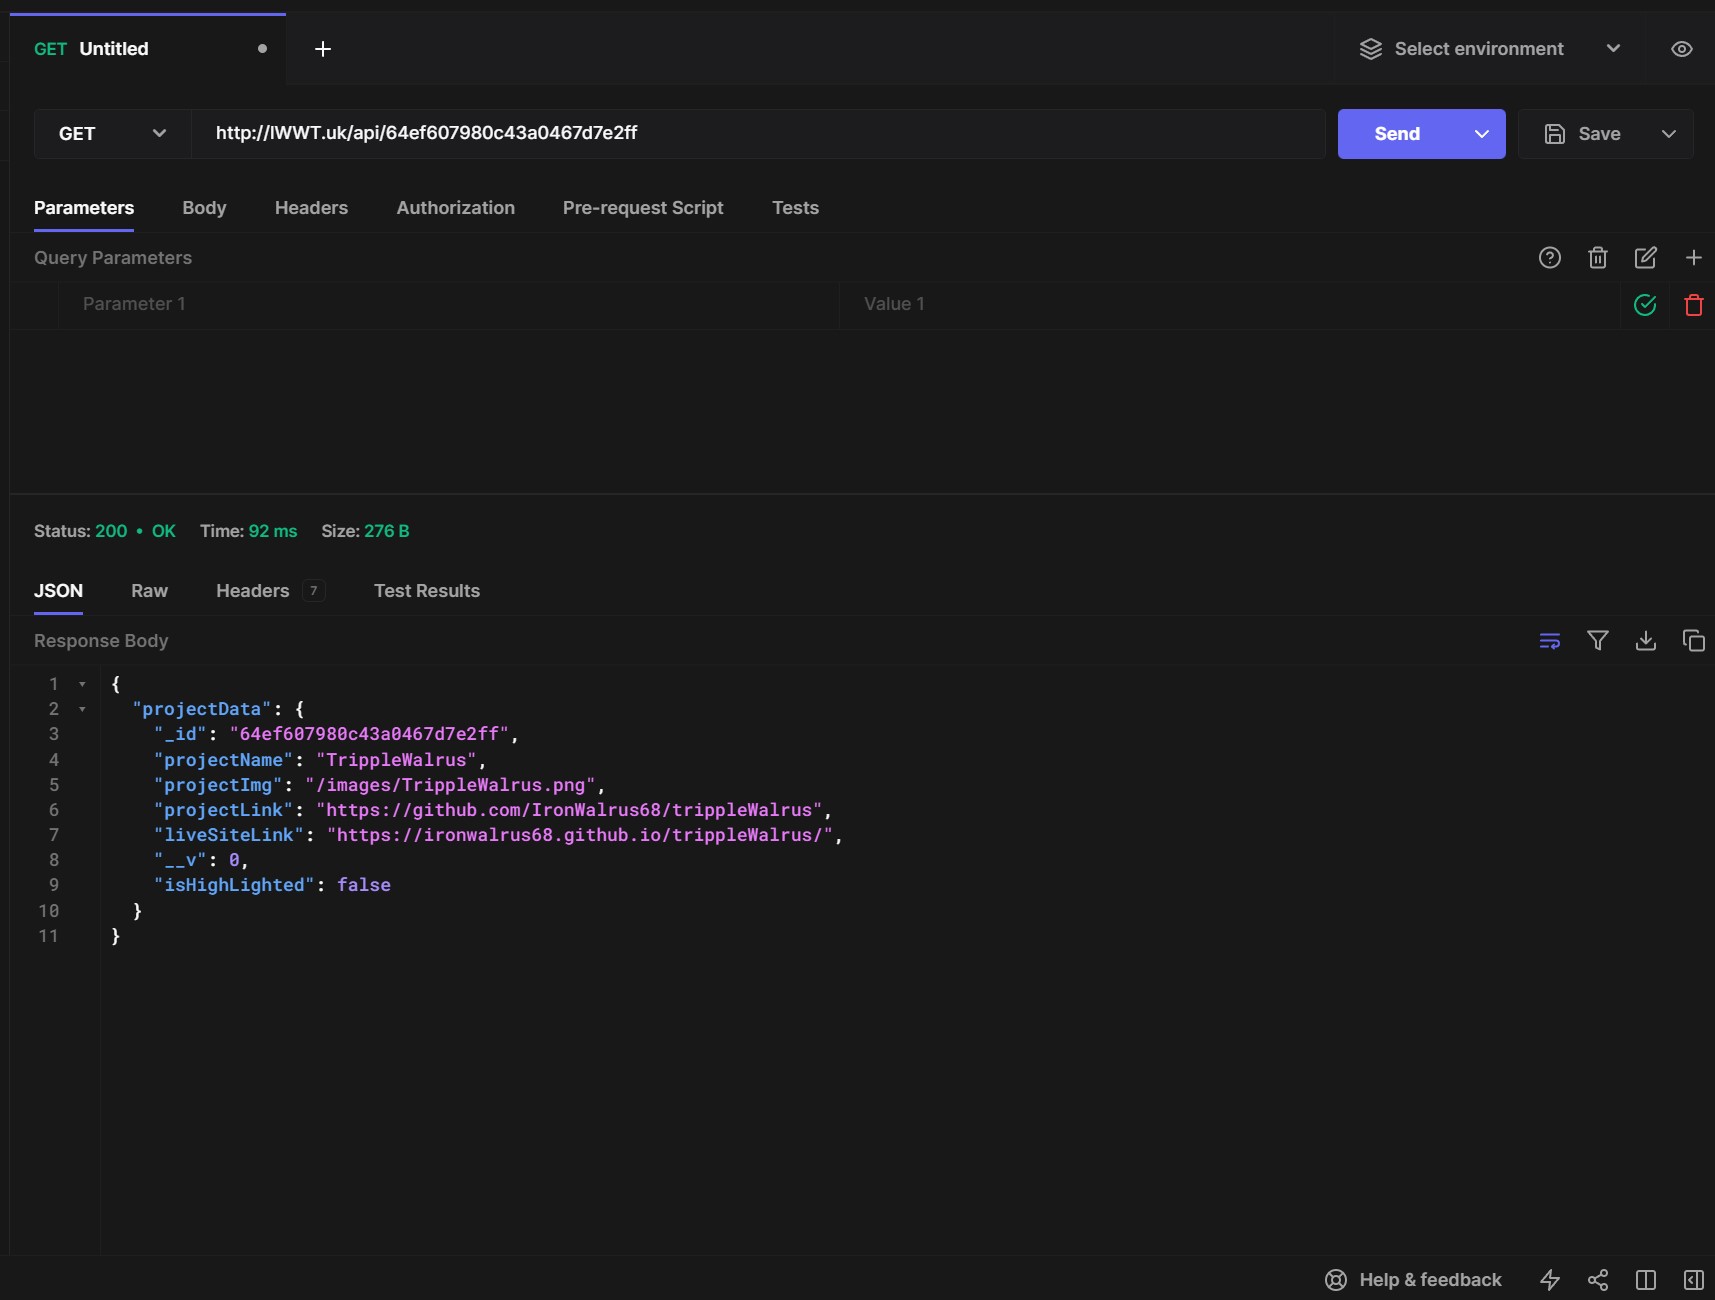 GET Untitled
Select environment
GET
http://IWWT.uk/api/64ef607980c43a0467d7e2ff
Send
Save
Parameters Body Headers Authorization Pre-request Script Tests
Query Parameters
Parameter 1 Value 1
Status: 200 • OK Time: 92 ms Size: 276 B
JSON Raw Headers 7 Test Results
Response Body
1 {
2 "projectData": {
3 "_id": "64ef607980c43a0467d7e2ff",
4 "projectName": "TrippleWalrus",
5 "projectImg": "/images/TrippleWalrus.png",
6 "projectLink": "https://github.com/IronWalrus68/trippleWalrus",
7 "liveSiteLink": "https://ironwalrus68.github.io/trippleWalrus/",
8 "__v": 0,
9 "isHighLighted": false
10 }
11 }
Help & feedback